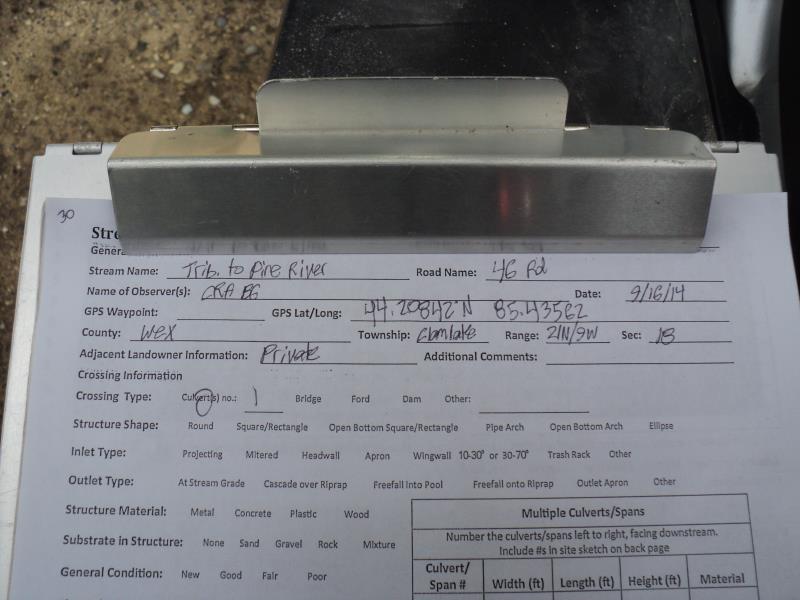 30
Stre
General
Stream Name: Trib. to Pine River Road Name: 46 Rd
Name of Observer(s): CRA BG Date: 9/16/14
GPS Waypoint: GPS Lat/Long: 44.20842°N 85.43562
County: Wex Township: Clam Lake Range: 21N/9W Sec: 18
Adjacent Landowner Information: Private Additional Comments:
Crossing Information
Crossing Type: Culvert(s) no.: 1 Bridge Ford Dam Other:
Structure Shape: Round Square/Rectangle Open Bottom Square/Rectangle Pipe Arch Open Bottom Arch Ellipse
Inlet Type: Projecting Mitered Headwall Apron Wingwall 10-30° or 30-70° Trash Rack Other
Outlet Type: At Stream Grade Cascade over Riprap Freefall Into Pool Freefall onto Riprap Outlet Apron Other
Structure Material: Metal Concrete Plastic Wood
Substrate in Structure: None Sand Gravel Rock Mixture
General Condition: New Good Fair Poor
Multiple Culverts/Spans
Number the culverts/spans left to right, facing downstream.
Include #s in site sketch on back page
Culvert/
Span # Width (ft) Length (ft) Height (ft) Material